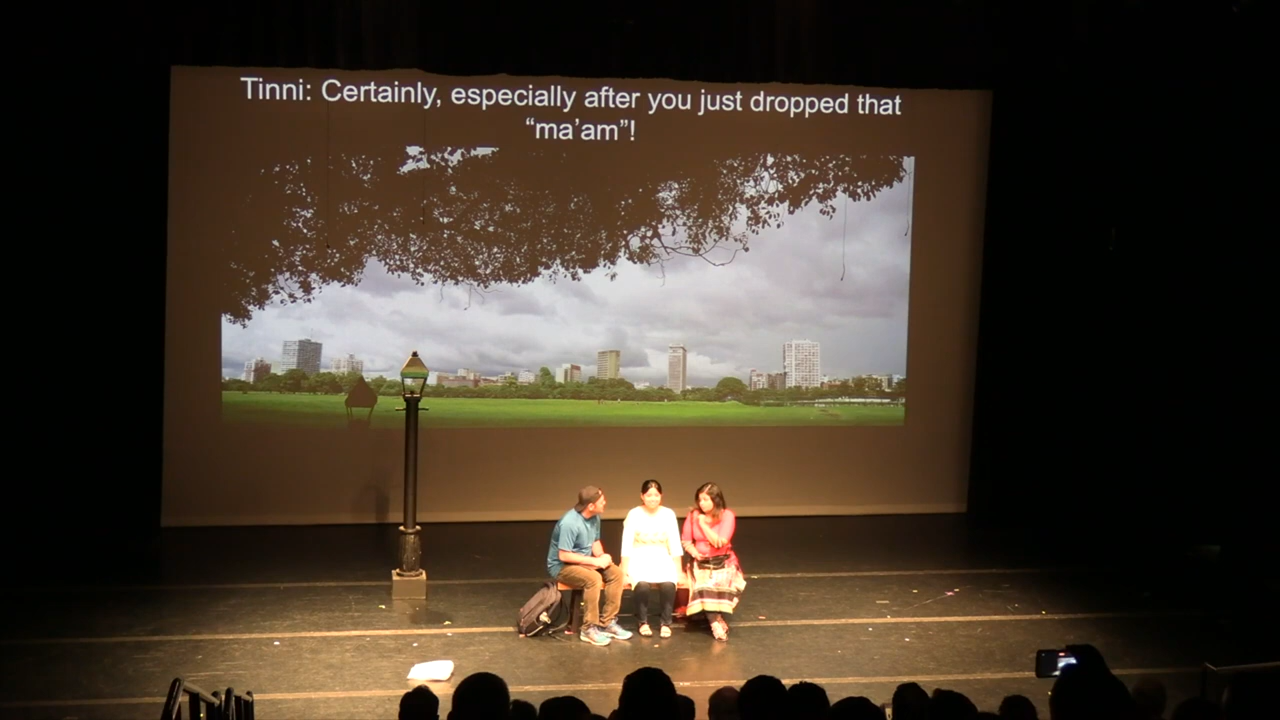 Tinni: Certainly, especially after you just dropped that
“ma’am”!